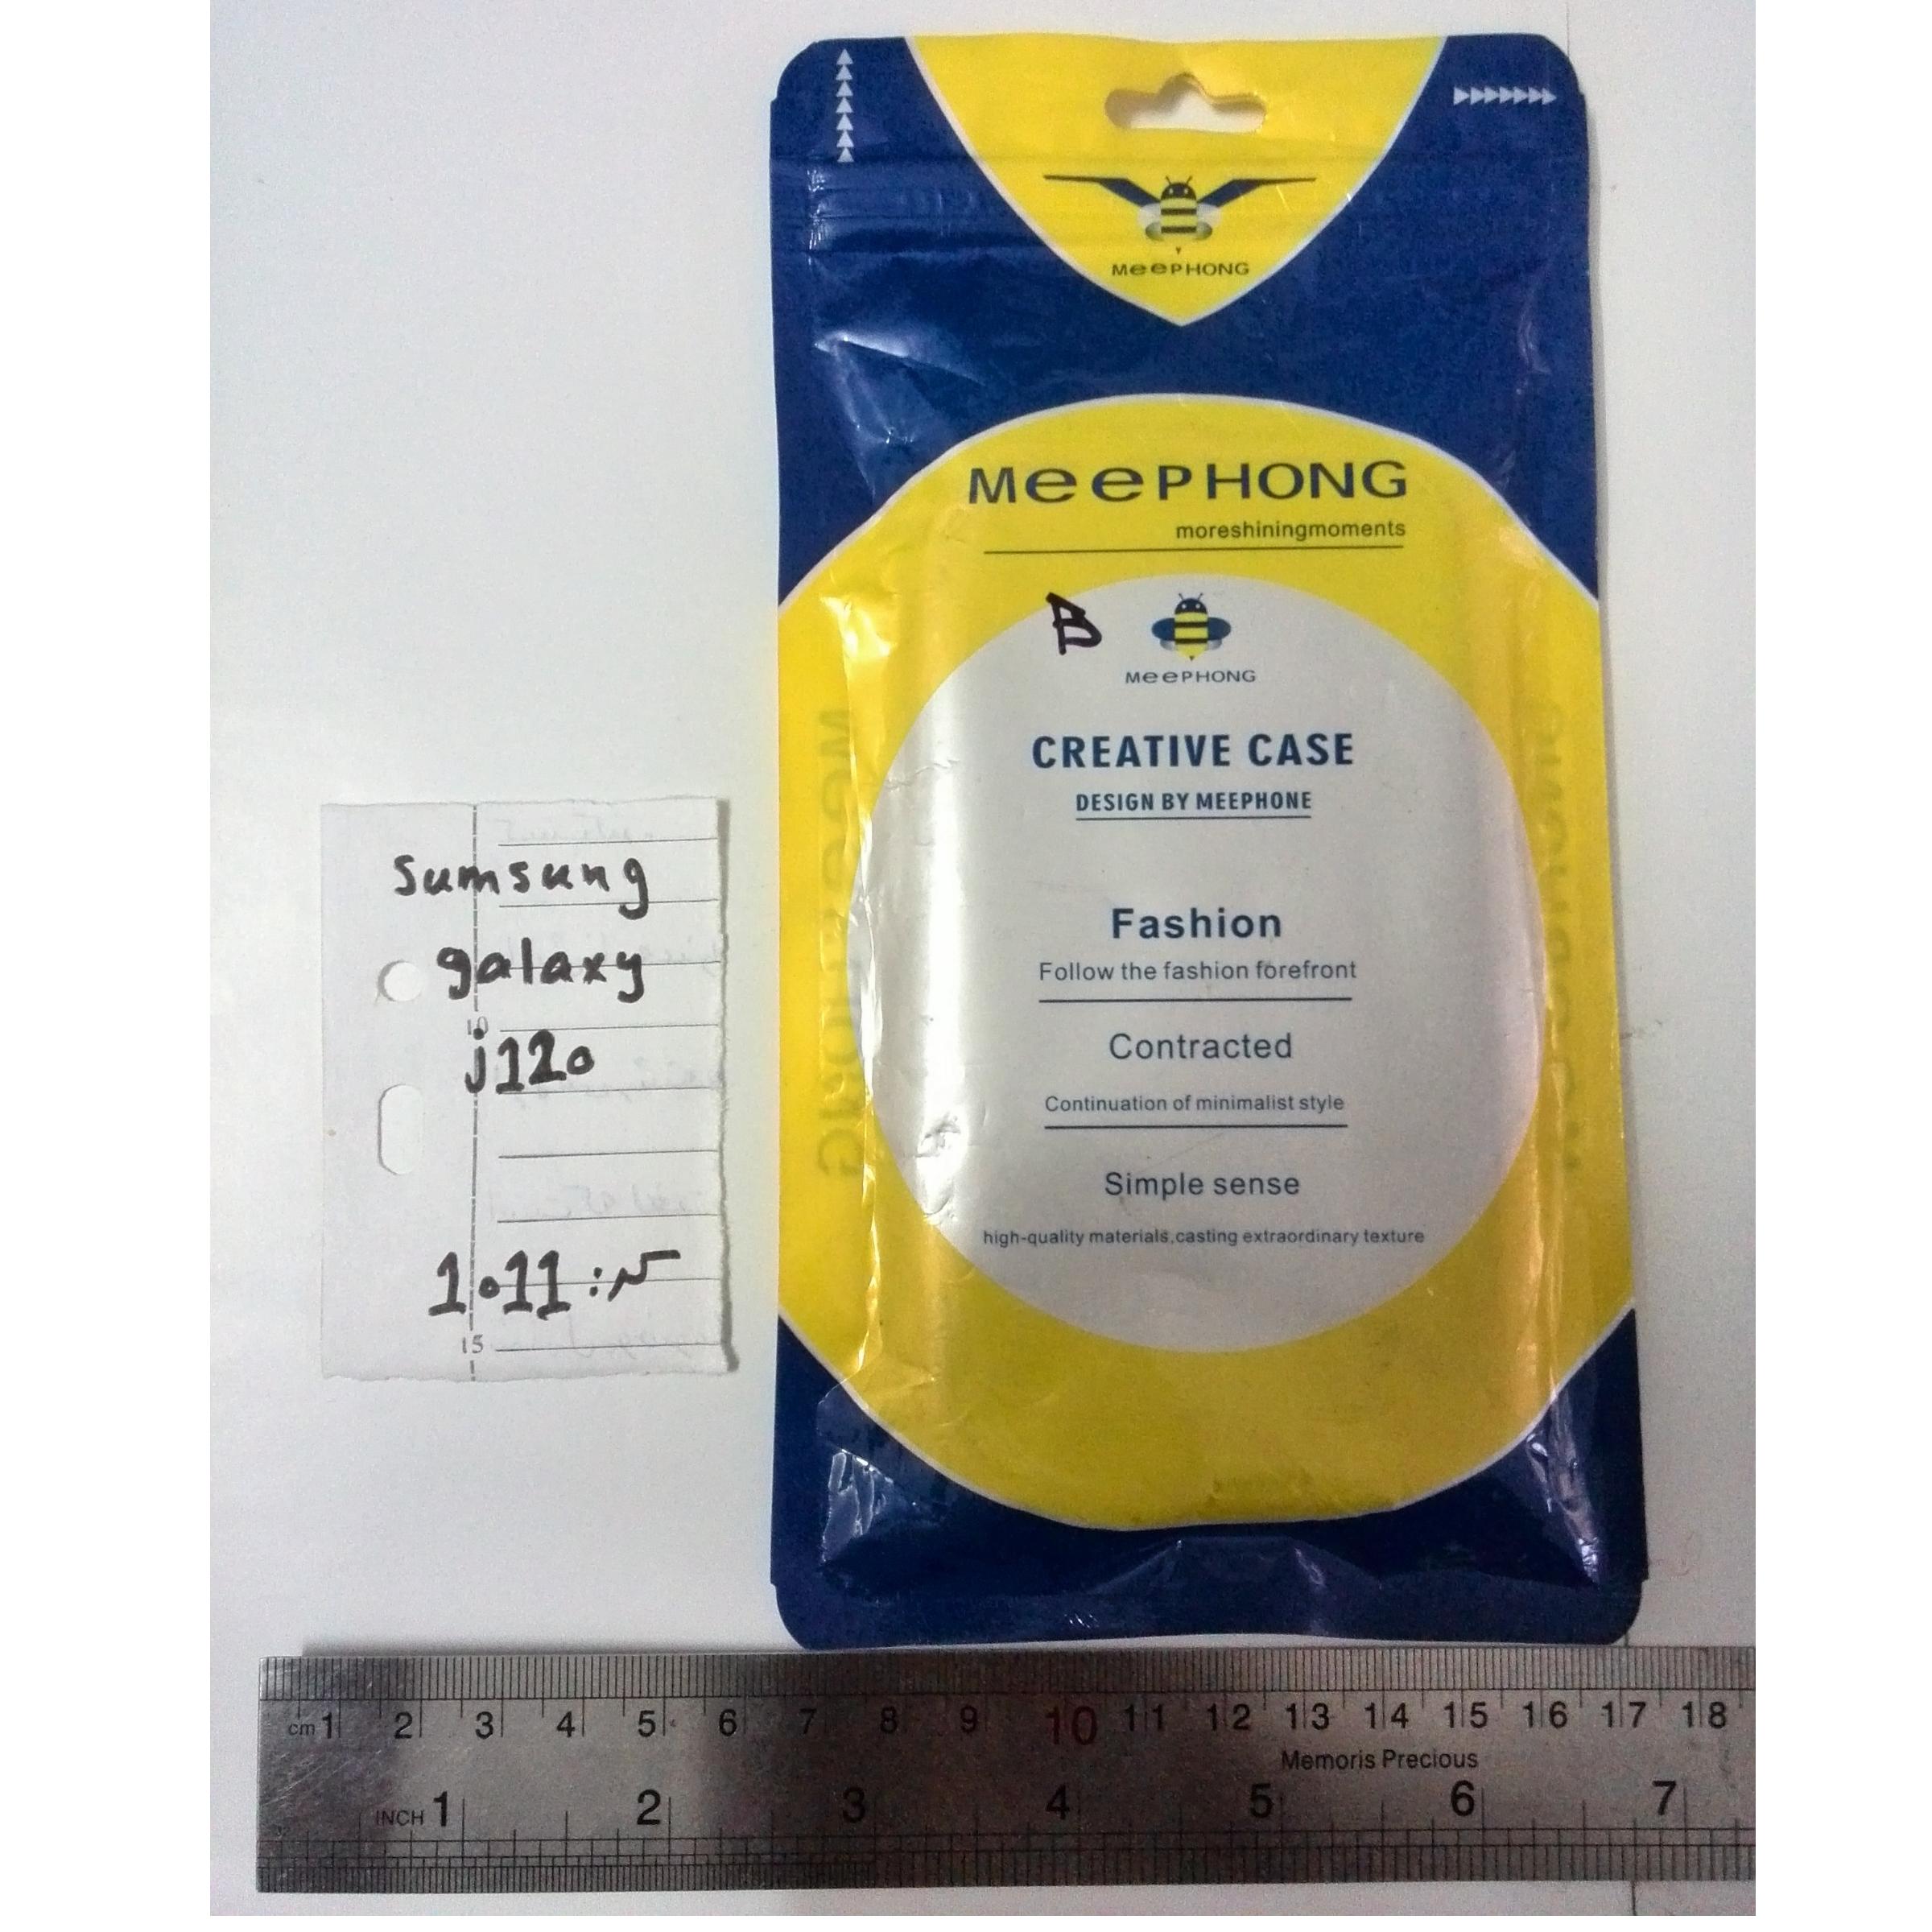 MeePHONG
MeePHONG
moreshiningmoments
B
MeePHONG
CREATIVE CASE
DESIGN BY MEEPHONE
Fashion
Follow the fashion forefront
Contracted
Continuation of minimalist style
Simple sense
high-quality materials,casting extraordinary texture
sumsung
galaxy
10
j120
1011 :
15
cm 1 2 3 4 5 6 7 8 9 10 11 12 13 14 15 16 17 18
Memoris Precious
INCH 1 2 3 4 5 6 7